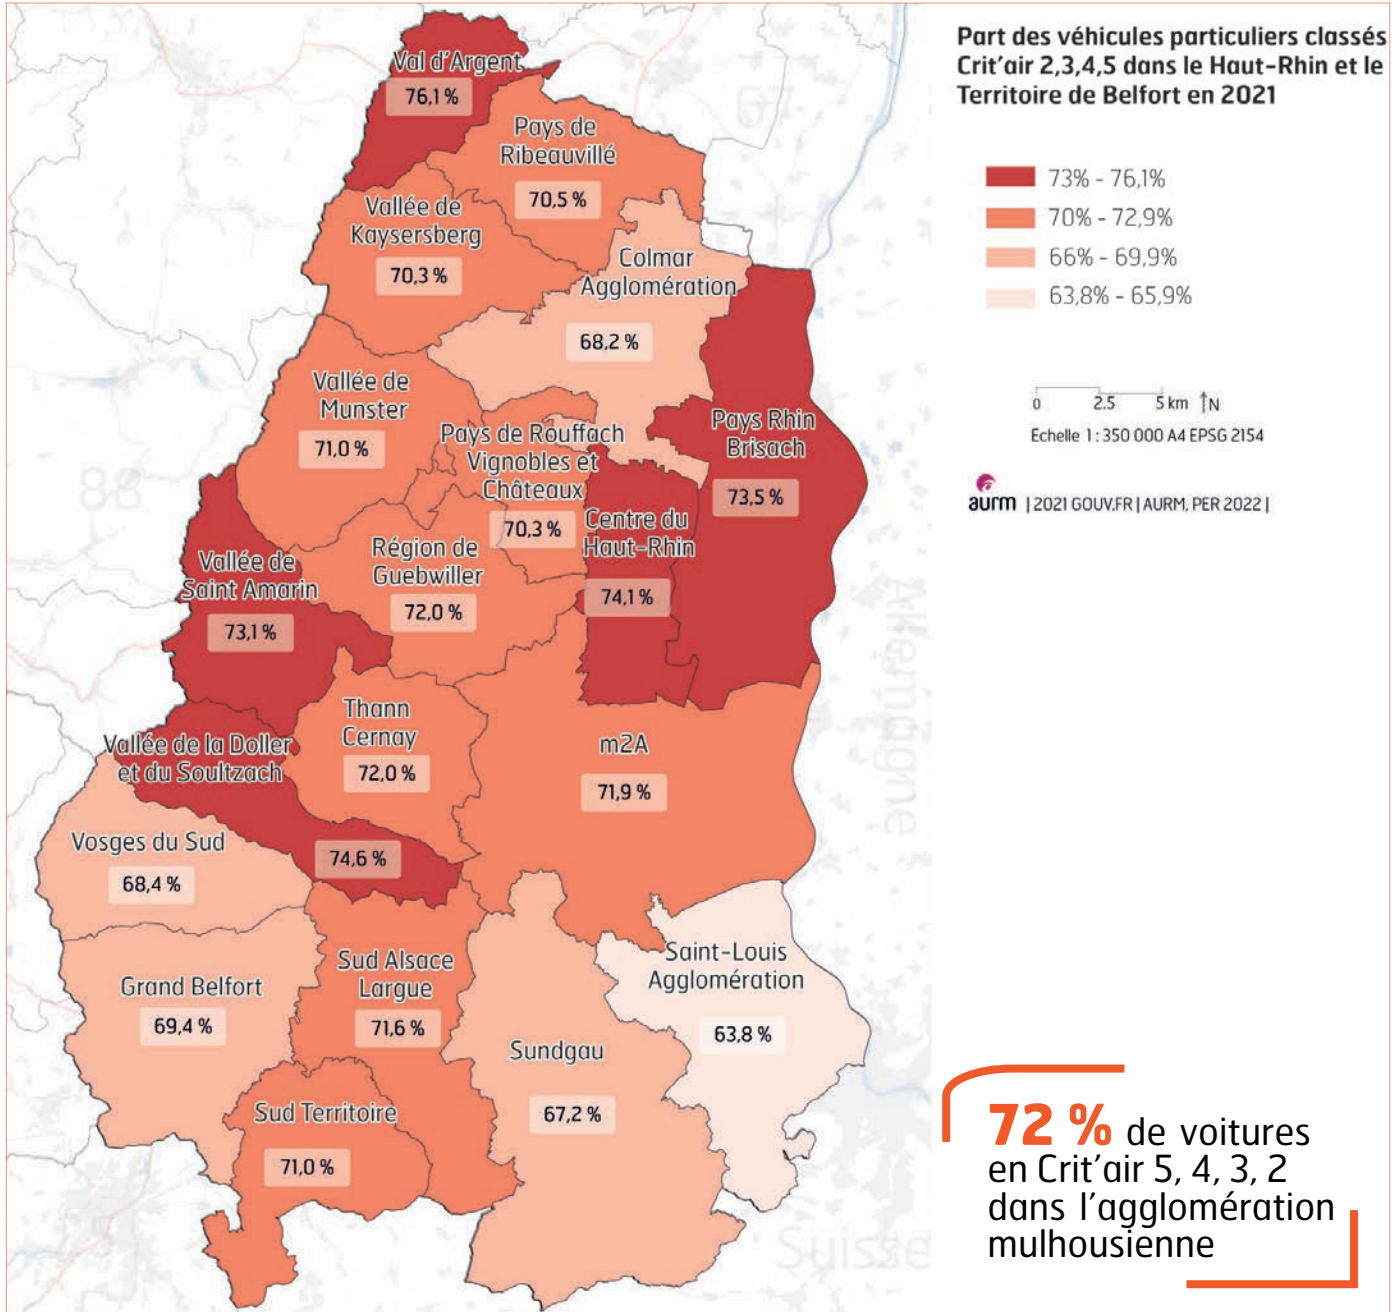 Part des véhicules particuliers classés
Crit'air 2,3,4,5 dans le Haut-Rhin et le
Territoire de Belfort en 2021
73% - 76,1%
70% - 72,9%
66% - 69,9%
63,8% - 65,9%
0 2.5 5 km N
Echelle 1 : 350 000 A4 EPSG 2154
aurm | 2021 GOUV.FR | AURM, PER 2022 |
Val d'Argent
76,1 %
67
Pays de
Ribeauvillé
70,5 %
Vallée de
Kaysersberg
70,3 %
Colmar
Agglomération
68,2 %
Vallée de
Munster
71,0 %
Pays de Rouffach
Vignobles et
Châteaux
70,3 %
Pays Rhin
Brisach
73,5 %
88
Centre du
Haut-Rhin
74,1 %
Région de
Guebwiller
72,0 %
Vallée de
Saint Amarin
73,1 %
Allemagne
Thann
Cernay
72,0 %
m2A
71,9 %
Vallée de la Doller
et du Soultzach
74,6 %
Vosges du Sud
68,4 %
Grand Belfort
69,4 %
Sud Alsace
Largue
71,6 %
Saint-Louis
Agglomération
63,8 %
Sundgau
67,2 %
Sud Territoire
71,0 %
Suisse
72 % de voitures
en Crit'air 5, 4, 3, 2
dans l'agglomération
mulhousienne